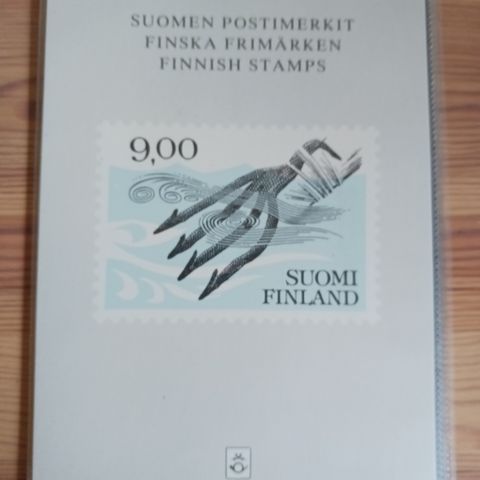 SUOMEN POSTIMERKIT
FINSKA FRIMÄRKEN
FINNISH STAMPS
9,00
SUOMI
FINLAND